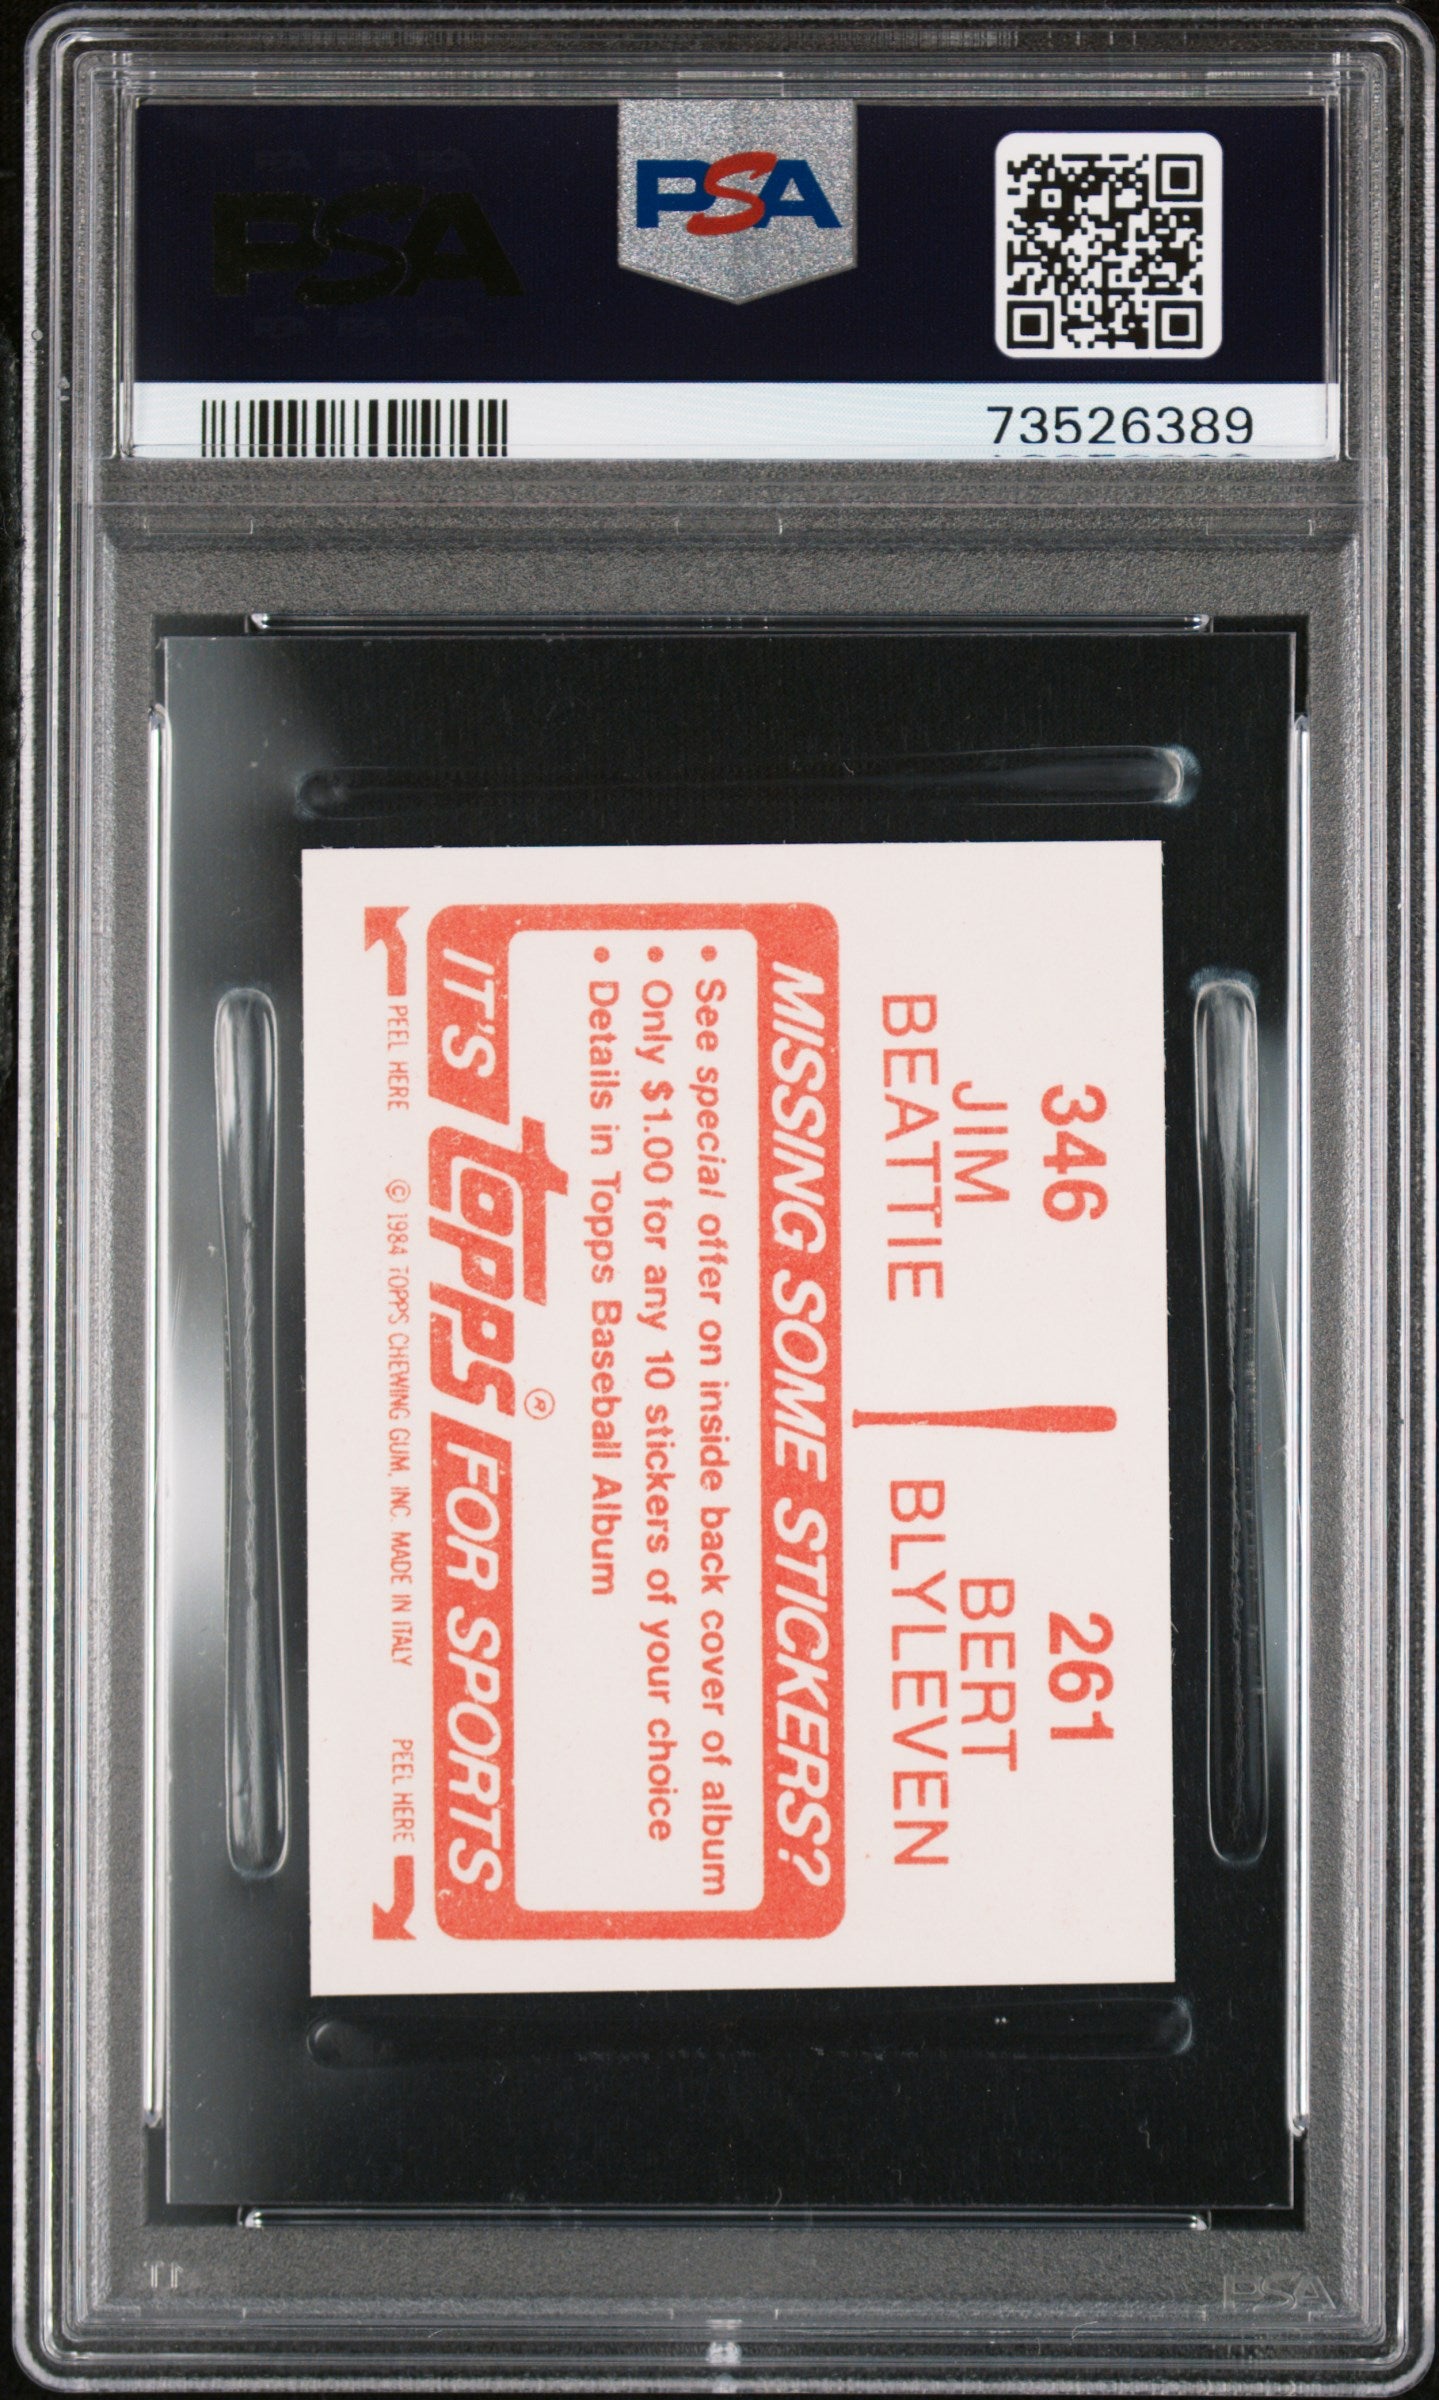 PSA
PSA
73526389
346
JIM
BEATTIE
261
BERT
BLYLEVEN
MISSING SOME STICKERS?
• See special offer on inside back cover of album
• Only $1.00 for any 10 stickers of your choice
• Details in Topps Baseball Album
IT'S TOPPS® FOR SPORTS
PEEL HERE © 1984 TOPPS CHEWING GUM, INC. MADE IN ITALY PEEL HERE
PSA